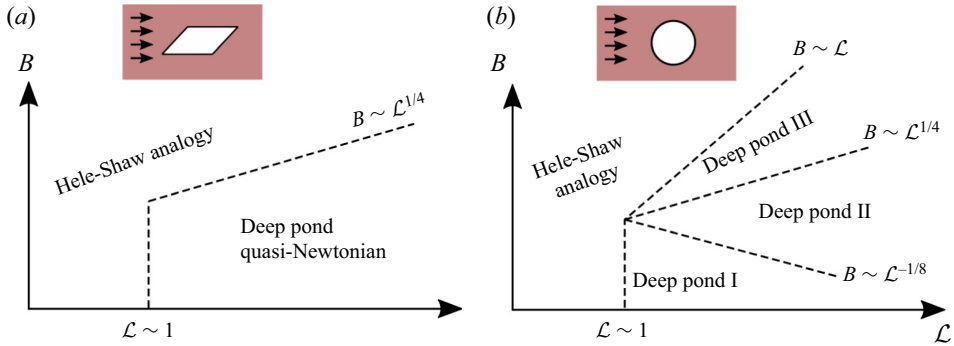 (a)
B
Hele-Shaw analogy
B ∼ ℒ^{1/4}
Deep pond
quasi-Newtonian
ℒ ∼ 1
(b)
B
B ∼ ℒ
Hele-Shaw
analogy
Deep pond III
B ∼ ℒ^{1/4}
Deep pond II
Deep pond I
B ∼ ℒ^{−1/8}
ℒ ∼ 1
ℒ